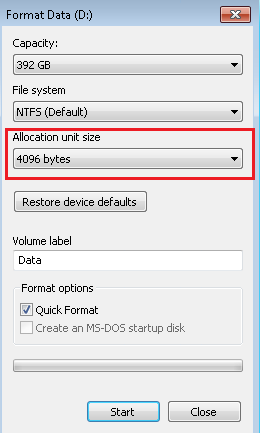 Format Data (D:)
Capacity:
392 GB
File system
NTFS (Default)
Allocation unit size
4096 bytes
Restore device defaults
Volume label
Data
Format options
Quick Format
Create an MS-DOS startup disk
Start
Close